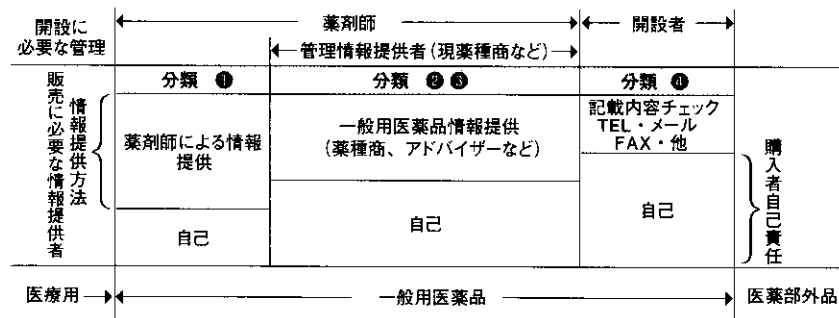 開設に
必要な管理
薬剤師
開設者
管理情報提供者(現薬種商など)
分類 ❶
分類 ❷❸
分類 ❹
販売に必要な情報提供者
情報提供方法
薬剤師による情報
提供
一般用医薬品情報提供
(薬種商、アドバイザーなど)
記載内容チェック
TEL・メール
FAX・他
自己
自己
自己
購入者自己責任
医療用
一般用医薬品
医薬部外品